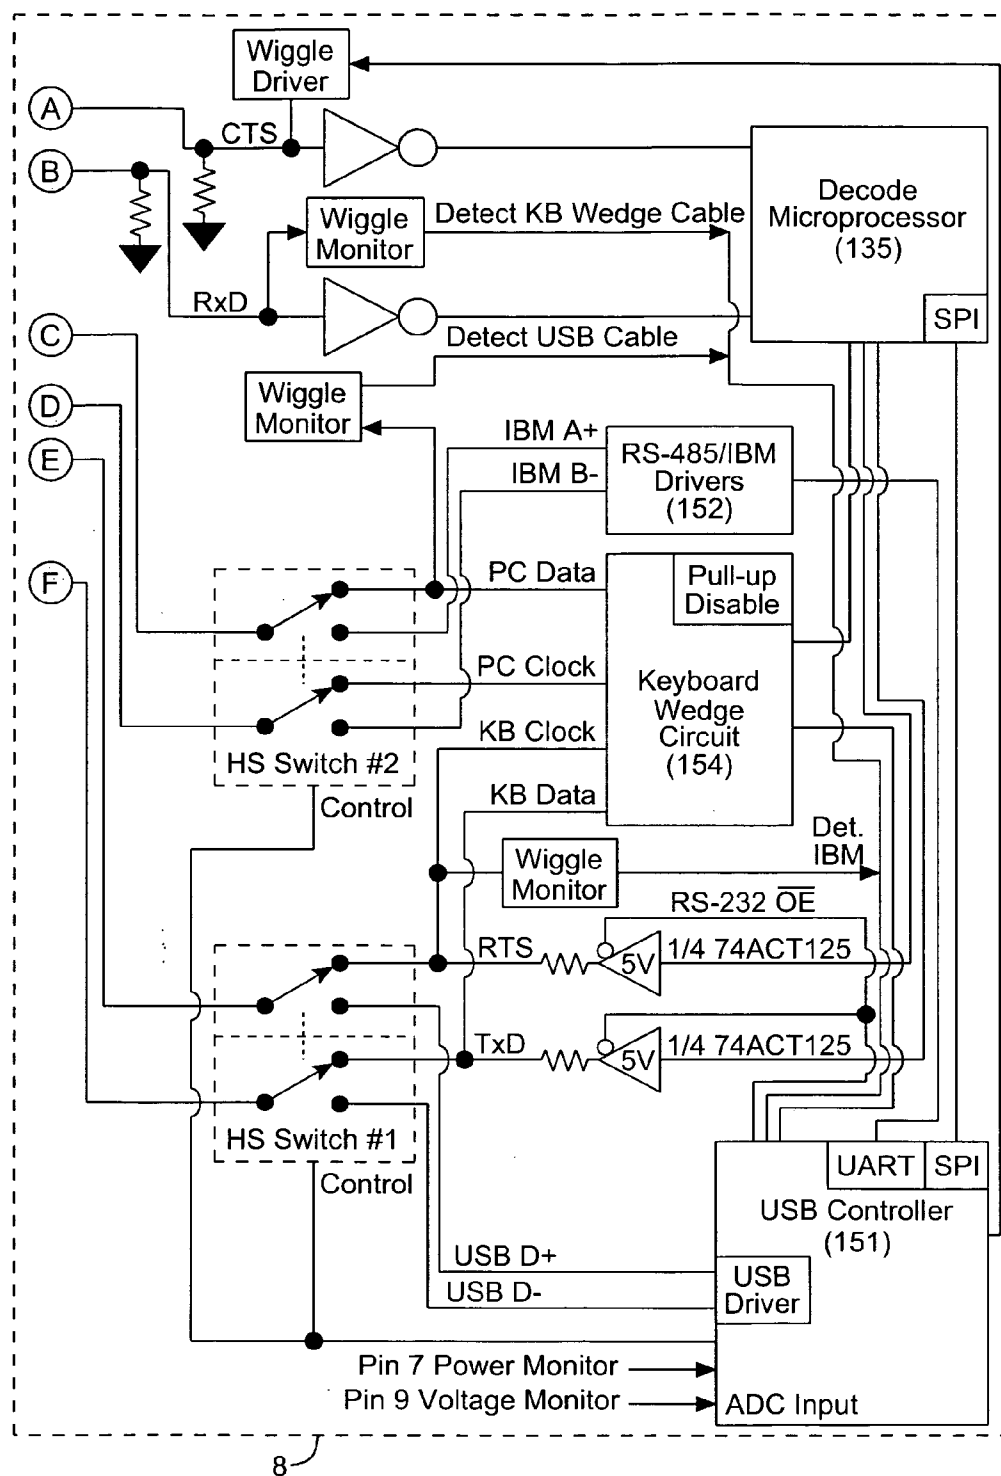 Wiggle
Driver
A
CTS
B
Decode
Microprocessor
(135)
SPI
Wiggle
Monitor
Detect KB Wedge Cable
RxD
Detect USB Cable
C
Wiggle
Monitor
D
IBM A+
IBM B-
RS-485/IBM
Drivers
(152)
E
F
PC Data
Pull-up
Disable
PC Clock
Keyboard
Wedge
Circuit
(154)
KB Clock
HS Switch #2
KB Data
Control
Det.
IBM
Wiggle
Monitor
RS-232 OE
RTS
5V
1/4 74ACT125
TxD
5V
1/4 74ACT125
HS Switch #1
Control
UART
SPI
USB Controller
(151)
USB D+
USB D-
USB
Driver
Pin 7 Power Monitor
Pin 9 Voltage Monitor
ADC Input
8